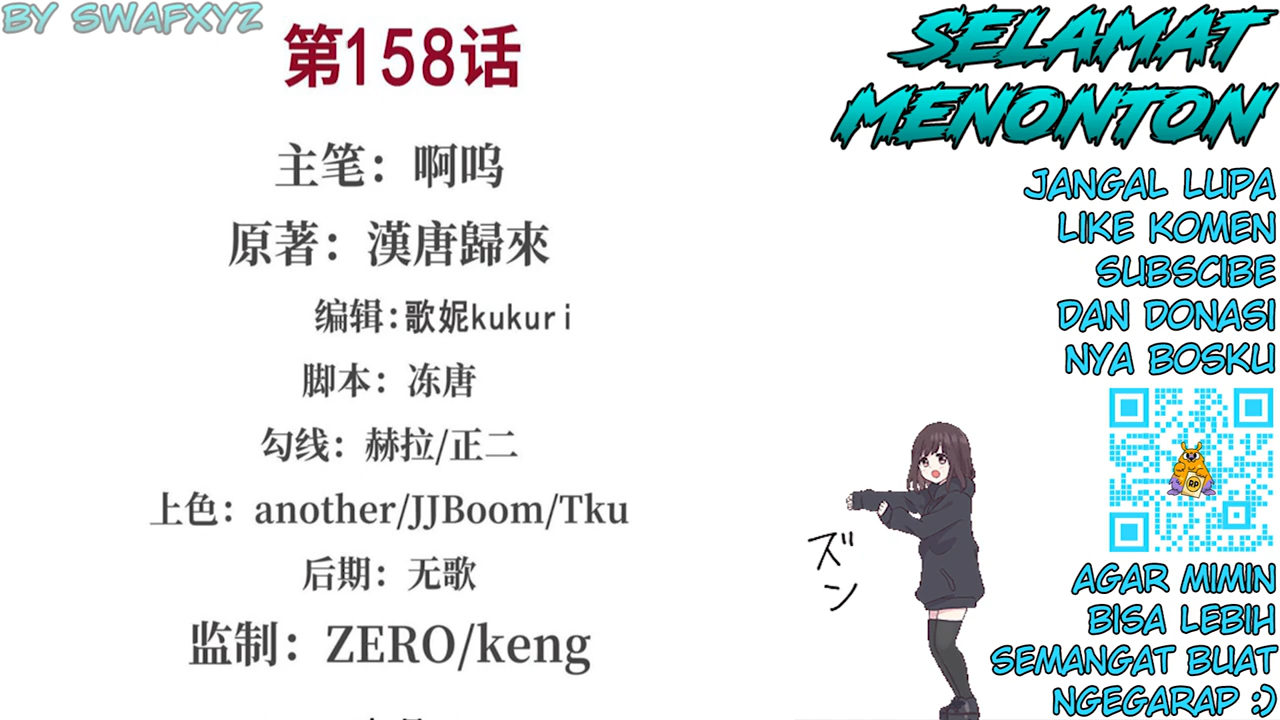 BY SWAFXYZ
第158话
主笔：啊呜
原著：漢唐歸來
编辑:歌妮kukuri
脚本：冻唐
勾线：赫拉/正二
上色：another/JJBoom/Tku
后期：无歌
监制：ZERO/keng
SELAMAT
MENONTON
JANGAL LUPA
LIKE KOMEN
SUBSCIBE
DAN DONASI
NYA BOSKU
RP
AGAR MIMIN
BISA LEBIH
SEMANGAT BUAT
NGEGARAP :)
ズ
ン